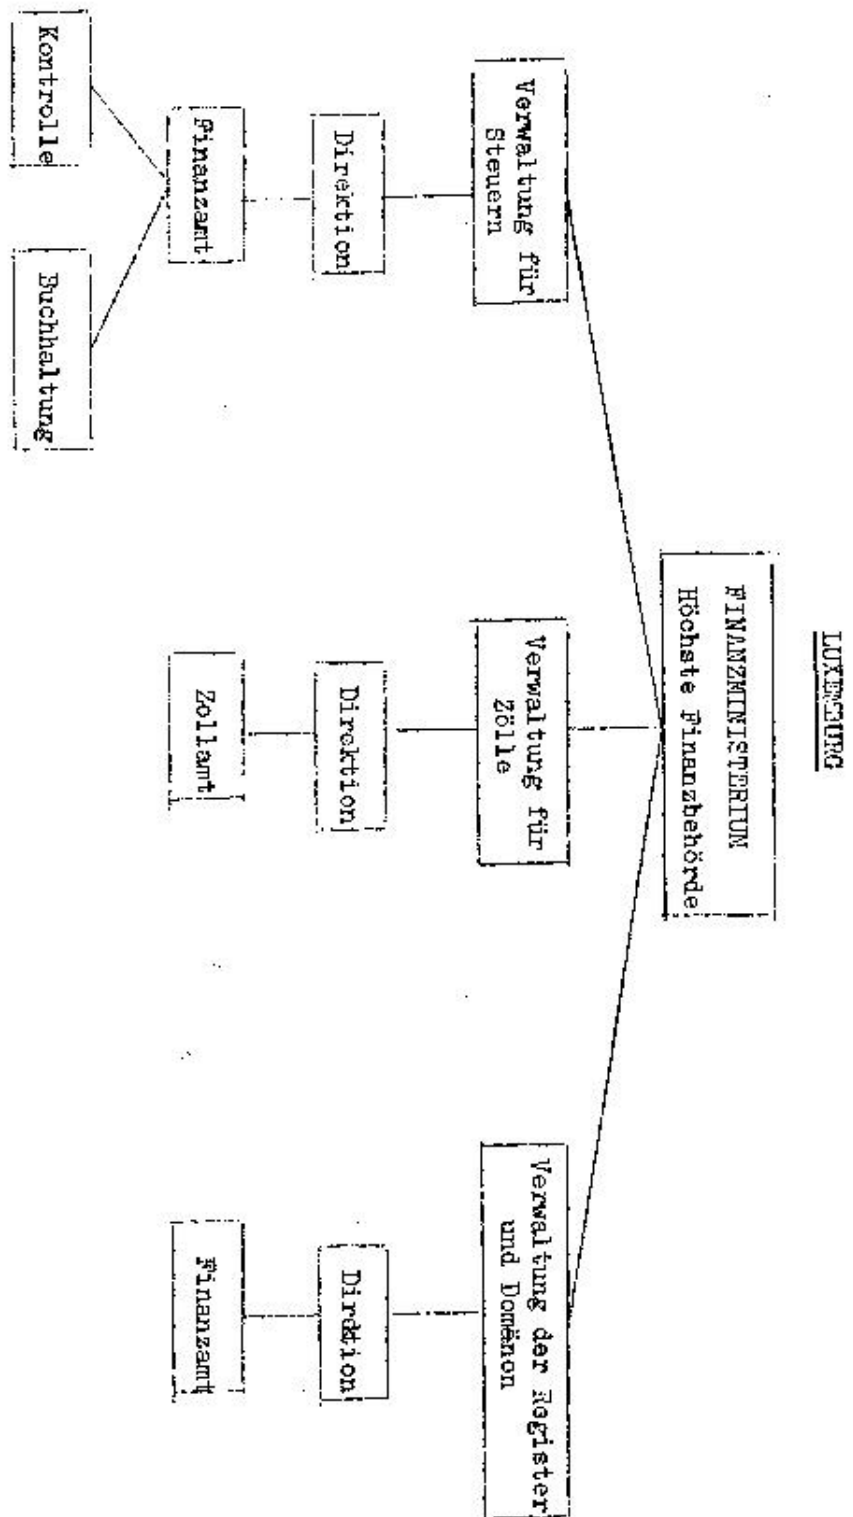 LUXEMBURG
FINANZMINISTERIUM
Höchste Finanzbehörde
Verwaltung für
Steuern
Verwaltung für
Zölle
Verwaltung der Register
und Domänon
Direktion
Direktion
Direktion
Finanzamt
Zollamt
Finanzamt
Kontrolle
Buchhaltung